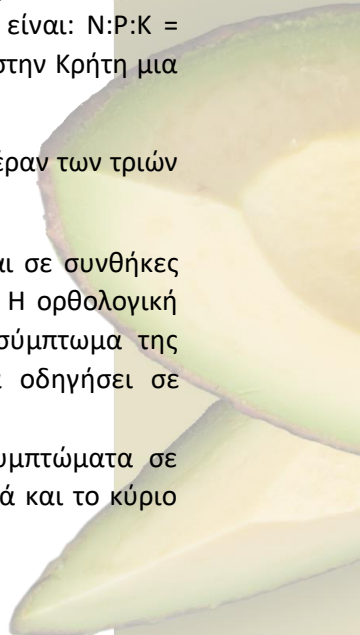 είναι: N:P:K =
στην Κρήτη μια
έραν των τριών
αι σε συνθήκες
Η ορθολογική
σύμπτωμα της
οδηγήσει σε
υμπτώματα σε
ά και το κύριο